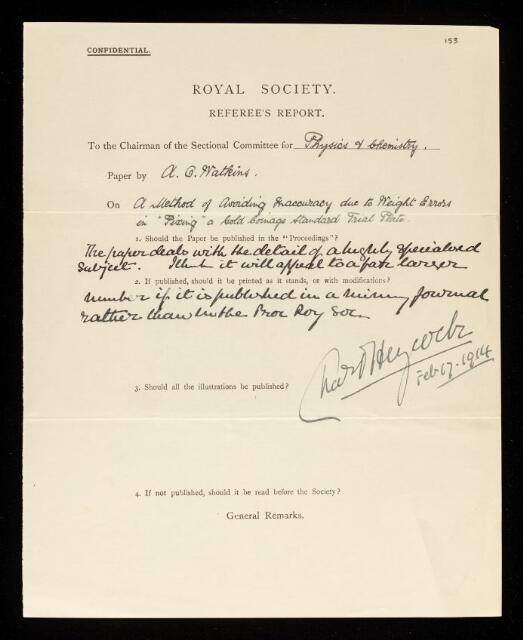 153
CONFIDENTIAL.
ROYAL SOCIETY.
REFEREE'S REPORT.
To the Chairman of the Sectional Committee for Physics & Chemistry.
Paper by A. O. Watkins.
On A Method of Avoiding Inaccuracy due to Weight Errors
in "Fixing" a Gold Coinage Standard Trial Plate.
1. Should the Paper be published in the "Proceedings"?
The paper deals with the detail of a highly specialised
subject. I think it will appeal to a far larger
2. If published, should it be printed as it stands, or with modifications?
number if it is published in a mining Journal
rather than in the Proc Roy Soc
Chas T Heycock
Feb 17. 1914
3. Should all the illustrations be published?
4. If not published, should it be read before the Society?
General Remarks.